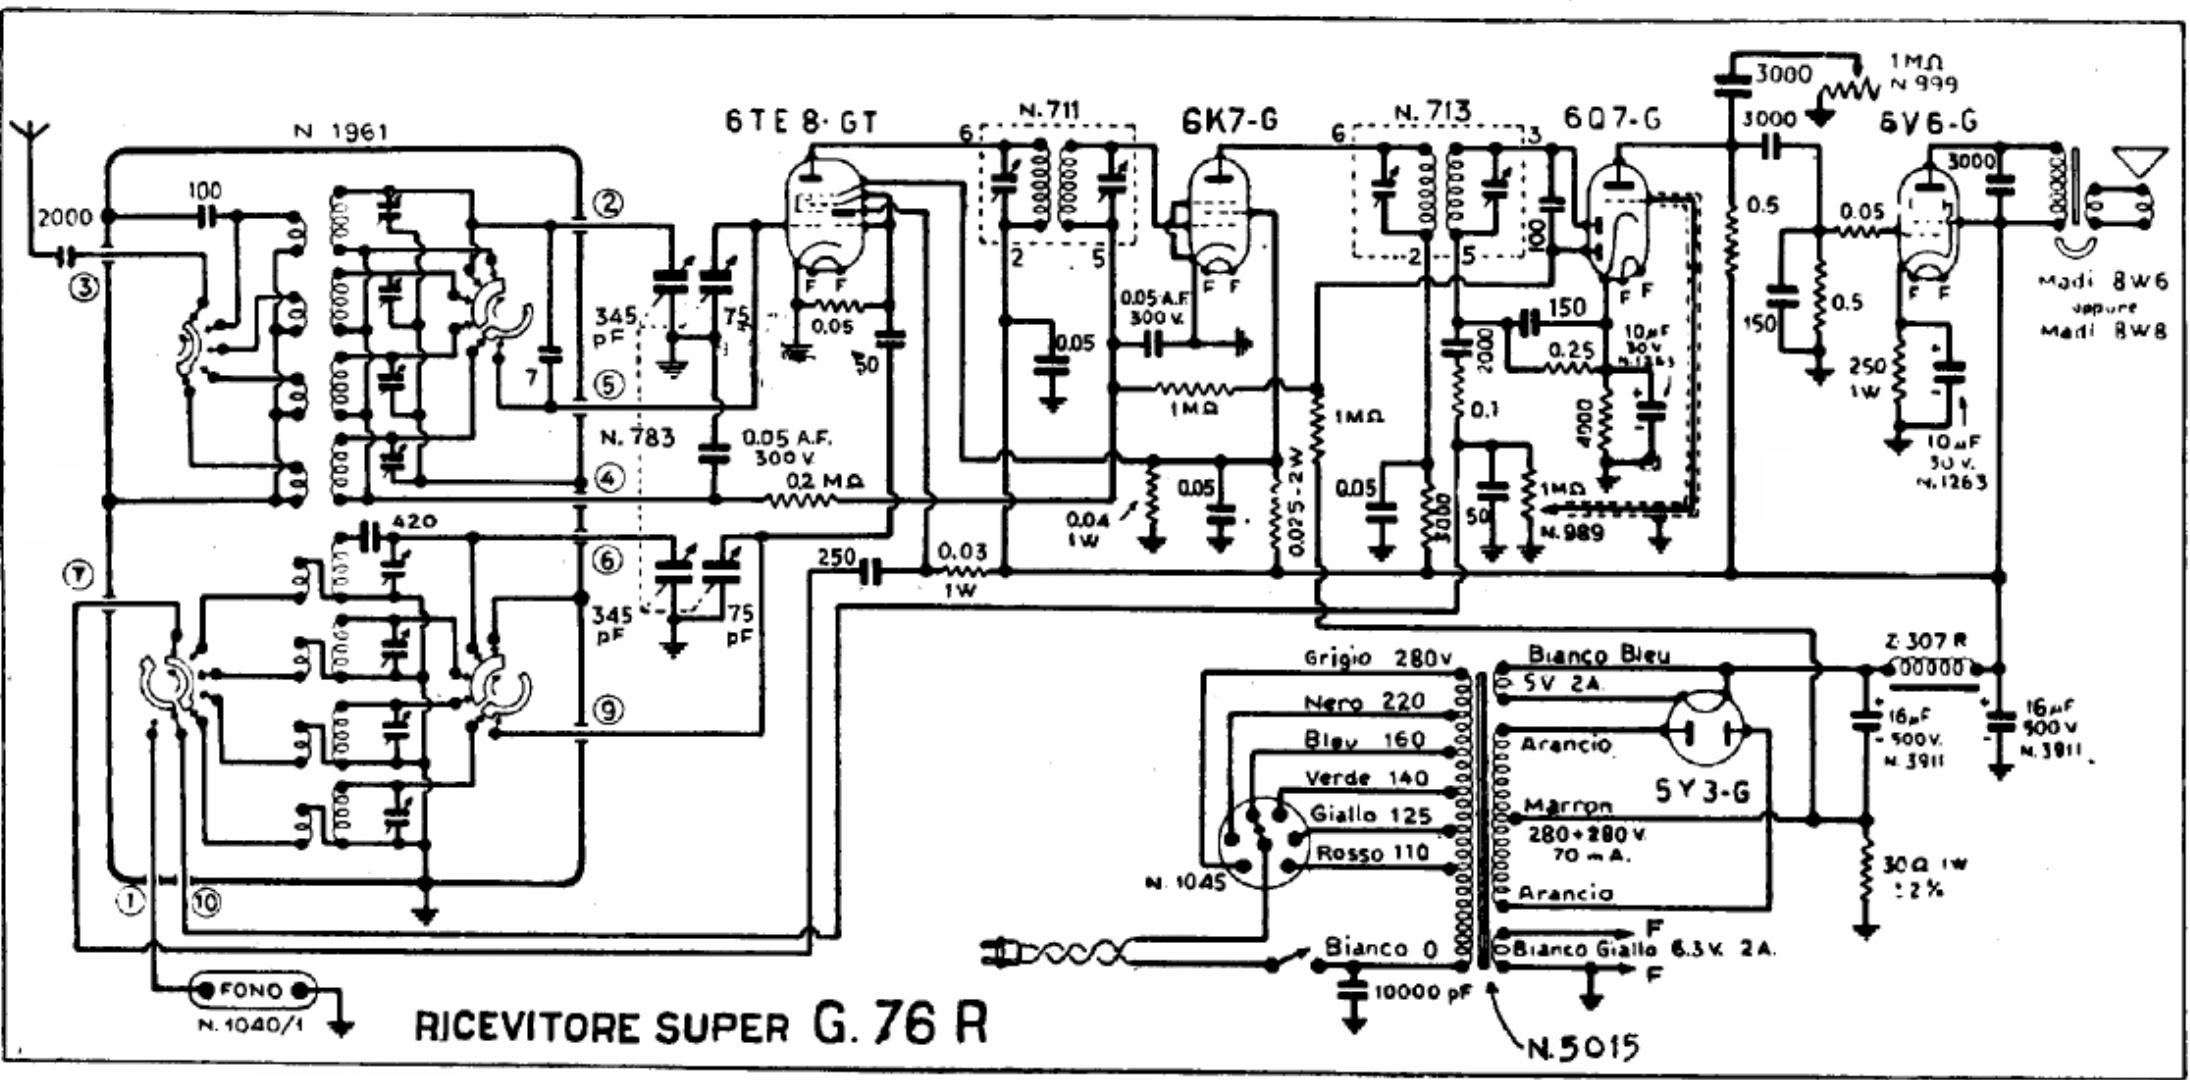 N 1961
6TE8·GT
N.711
6K7-G
N.713
6Q7-G
3000
1MΩ
N 999
3000
6V6-G
3000
100
2000
3
2
6
2
5
6
3
2
5
100
0.5
0.05
0.5
150
Madi 8W6
oppure
Madi 8W8
345
pF
75
F F
0.05
50
7
5
0.05
0.05 A.F.
300 V.
F F
1MΩ
1MΩ
F F
150
0.25
10µF
30V
N.1263
2000
0.1
4000
F F
250
1W
10µF
30 V.
N.1263
N.783
0.05 A.F.
300 V.
4
0.2 MΩ
0.04
1W
0.05
0.025-2W
0.05
3000
50
1MΩ
N.989
420
6
7
250
0.03
1W
345
pF
75
pF
9
1
10
Grigio 280v
Nero 220
Bleu 160
Verde 140
Giallo 125
Rosso 110
N. 1045
Bianco 0
10000 pF
Bianco Bleu
5V 2A.
Arancio
5Y3-G
Marron
280+280 V.
70 mA.
Arancio
F
Bianco Giallo 6.3V. 2A.
F
Z.307R
16µF
500V.
N.3911
16µF
500V
N.3911
30Ω 1W
±2%
FONO
N.1040/1
RICEVITORE SUPER G.76 R
N.5015